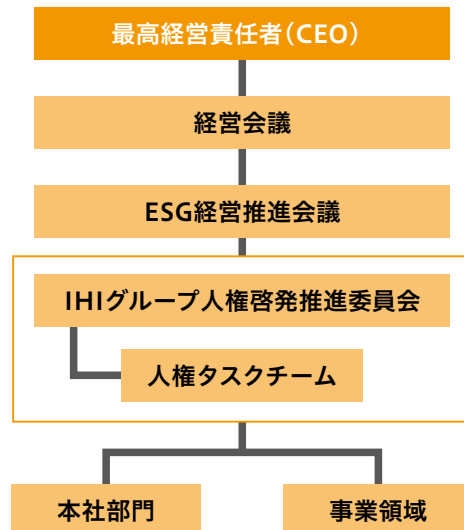 最高経営責任者（CEO）
経営会議
ESG経営推進会議
IHIグループ人権啓発推進委員会
人権タスクチーム
本社部門
事業領域